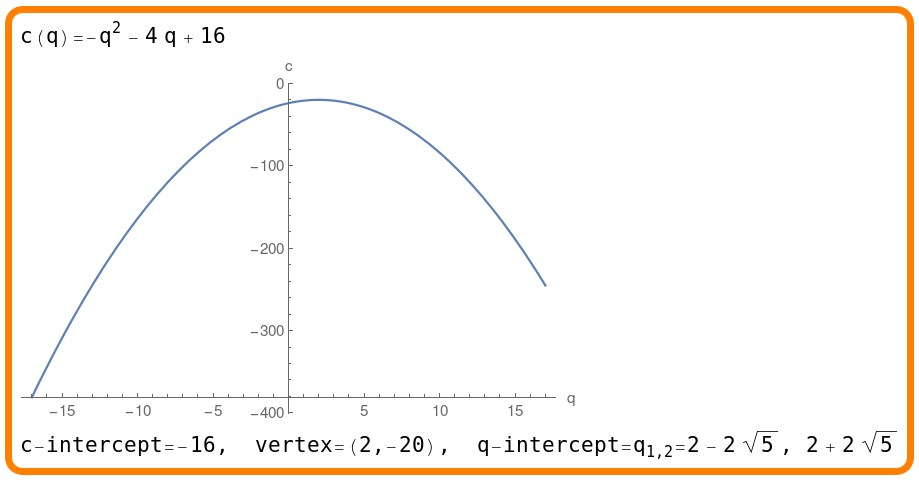 c(q)=−q² − 4 q + 16
c
0
−100
−200
−300
−400
−15 −10 −5 5 10 15 q
c−intercept=−16, vertex=(2,−20), q−intercept=q₁,₂=2 − 2 √5, 2 + 2 √5